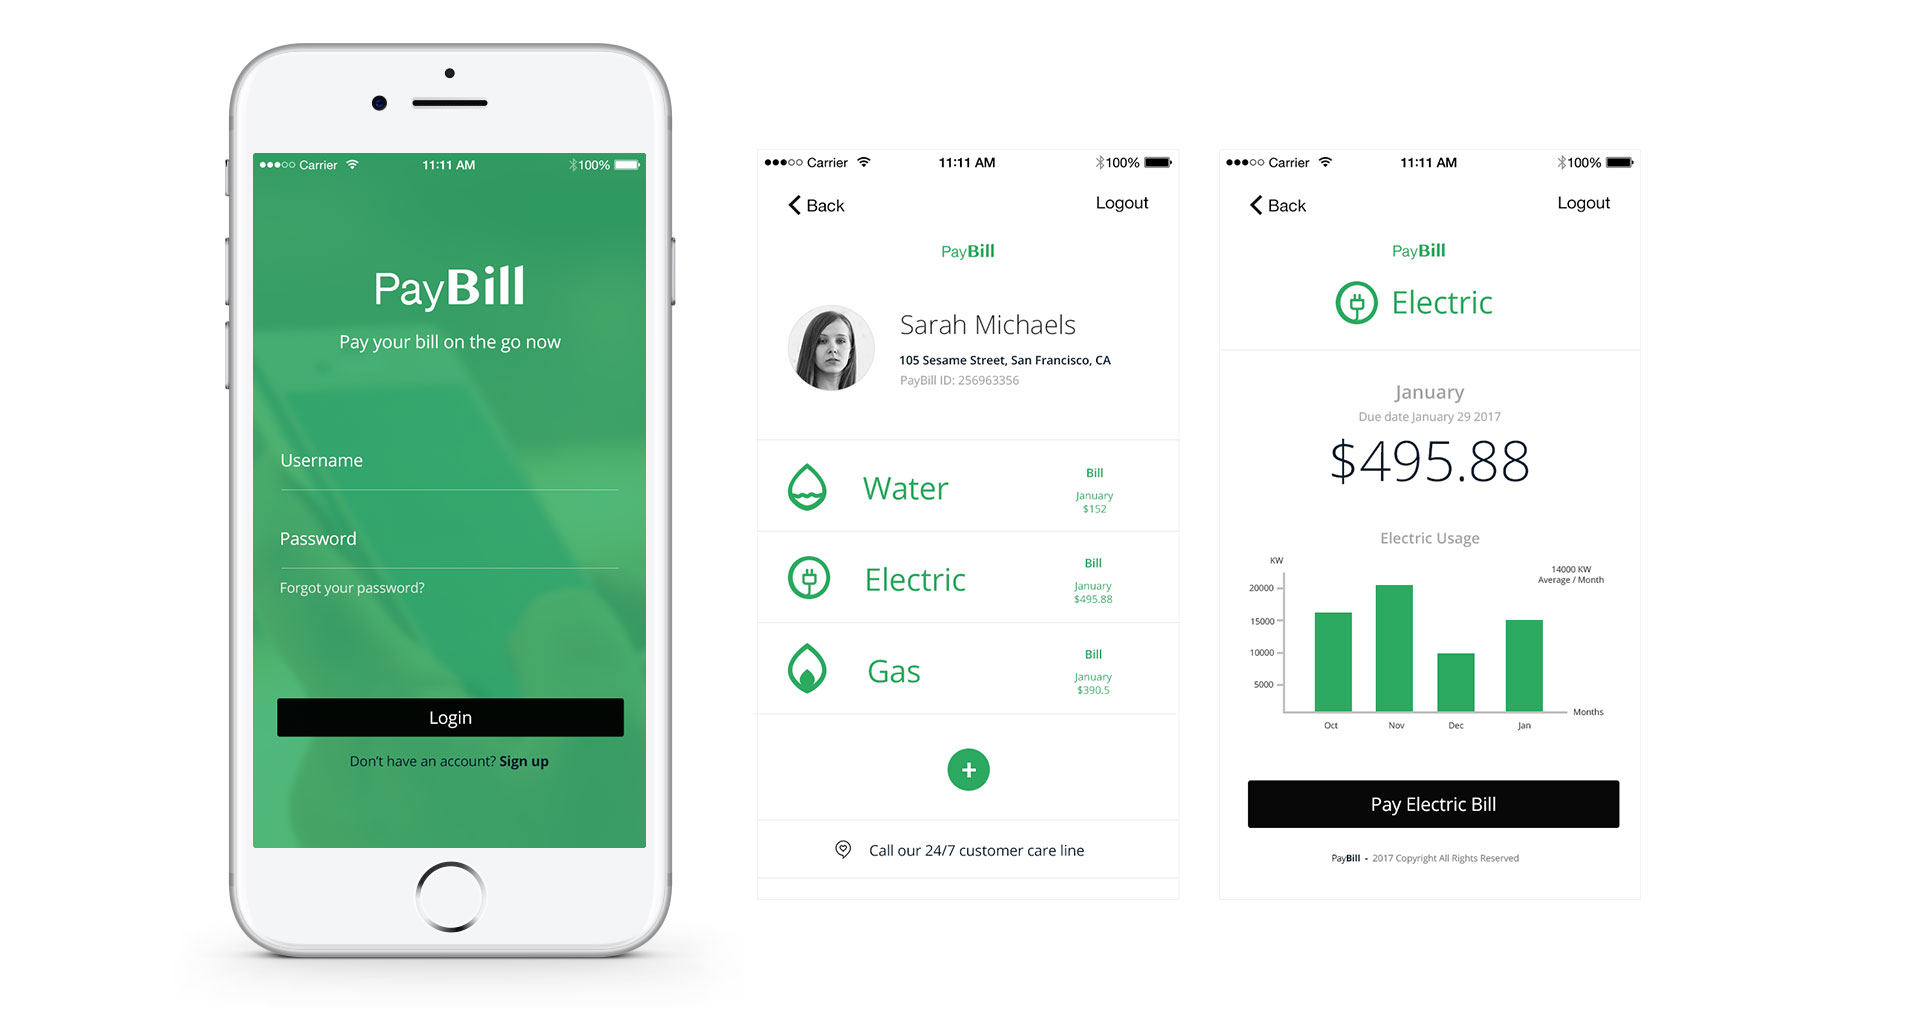 Carrier 11:11 AM 100%
PayBill
Pay your bill on the go now
Username
Password
Forgot your password?
Login
Don't have an account? Sign up
Carrier 11:11 AM 100%
Back Logout
PayBill
Sarah Michaels
105 Sesame Street, San Francisco, CA
PayBill ID: 256963356
Water
Bill
January
$152
Electric
Bill
January
$495.88
Gas
Bill
January
$390.5
+
Call our 24/7 customer care line
Carrier 11:11 AM 100%
Back Logout
PayBill
Electric
January
Due date January 29 2017
$495.88
Electric Usage
KW
14000 KW
Average / Month
20000
15000
10000
5000
Months
Oct Nov Dec Jan
Pay Electric Bill
PayBill - 2017 Copyright All Rights Reserved